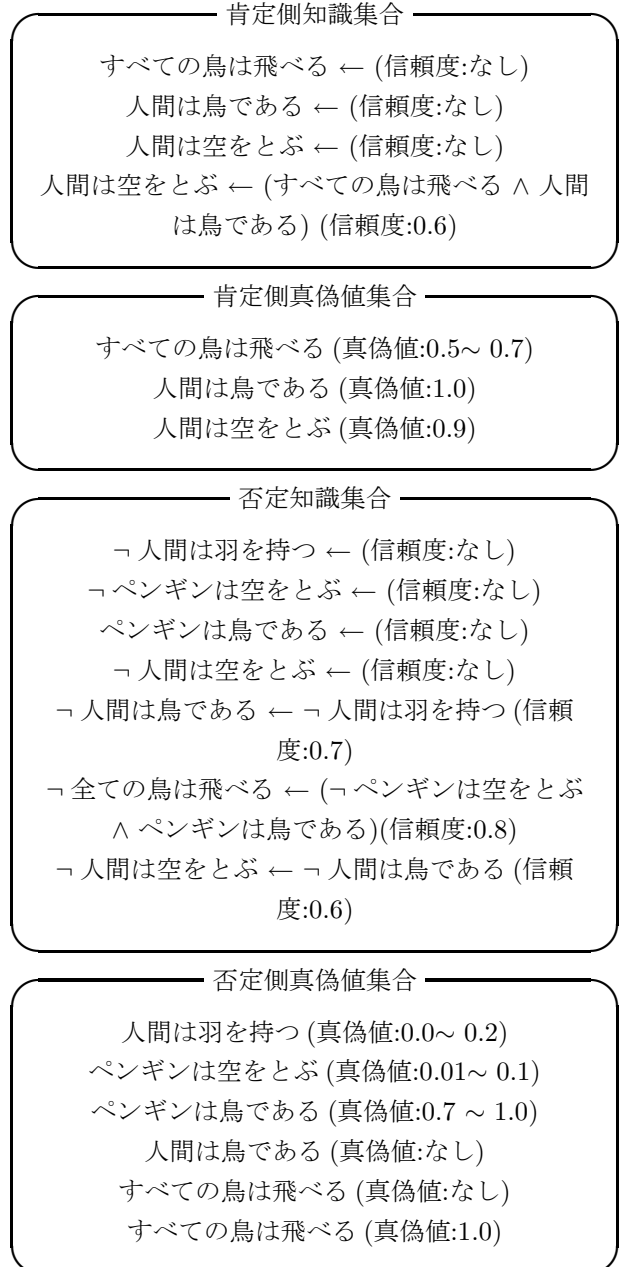 肯定側知識集合
すべての鳥は飛べる ← (信頼度:なし)
人間は鳥である ← (信頼度:なし)
人間は空をとぶ ← (信頼度:なし)
人間は空をとぶ ← (すべての鳥は飛べる ∧ 人間
は鳥である) (信頼度:0.6)
肯定側真偽値集合
すべての鳥は飛べる (真偽値:0.5∼ 0.7)
人間は鳥である (真偽値:1.0)
人間は空をとぶ (真偽値:0.9)
否定知識集合
¬ 人間は羽を持つ ← (信頼度:なし)
¬ ペンギンは空をとぶ ← (信頼度:なし)
ペンギンは鳥である ← (信頼度:なし)
¬ 人間は空をとぶ ← (信頼度:なし)
¬ 人間は鳥である ← ¬ 人間は羽を持つ (信頼
度:0.7)
¬ 全ての鳥は飛べる ← (¬ ペンギンは空をとぶ
∧ ペンギンは鳥である)(信頼度:0.8)
¬ 人間は空をとぶ ← ¬ 人間は鳥である (信頼
度:0.6)
否定側真偽値集合
人間は羽を持つ (真偽値:0.0∼ 0.2)
ペンギンは空をとぶ (真偽値:0.01∼ 0.1)
ペンギンは鳥である (真偽値:0.7 ∼ 1.0)
人間は鳥である (真偽値:なし)
すべての鳥は飛べる (真偽値:なし)
すべての鳥は飛べる (真偽値:1.0)